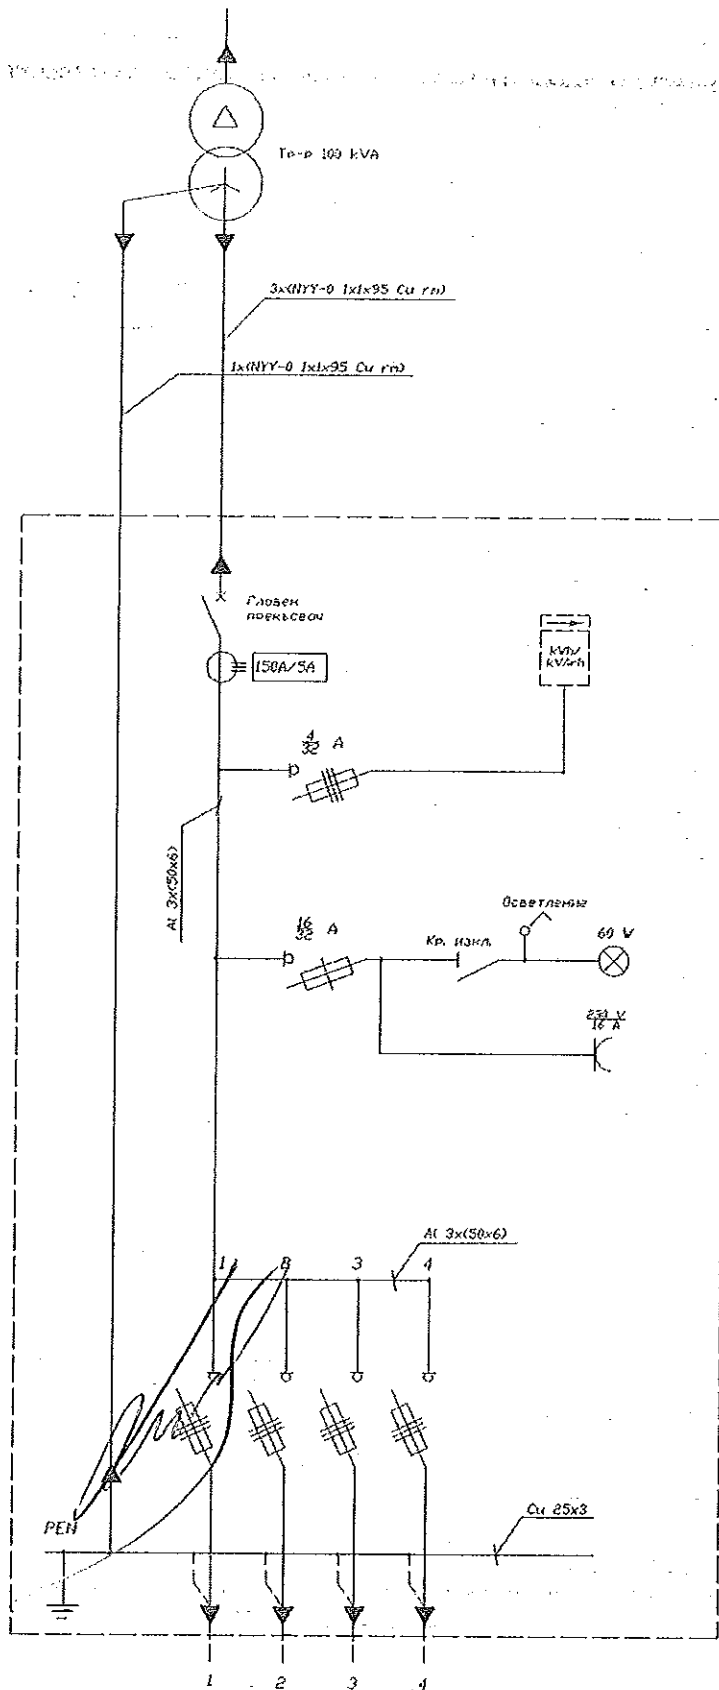 Тр-р 100 kVA
3x(NYY-0 1x1x95 Cu rm)
1x(NYY-0 1x1x95 Cu rm)
Главен
прекъсвач
150A/5A
kWh/
kVArh
4/32 A
Al 3x(50x6)
Осветление
16/32 A
Кр. изкл.
60 W
231 V
16 A
Al 3x(50x6)
1
3
4
Cu 25x3
PEN
1
2
3
4